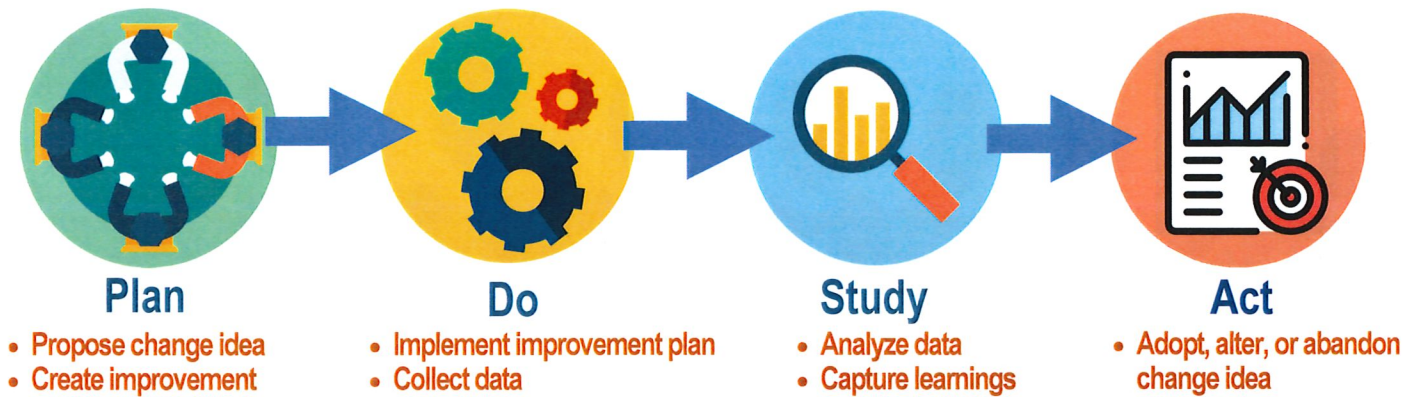 Plan
• Propose change idea
• Create improvement
Do
• Implement improvement plan
• Collect data
Study
• Analyze data
• Capture learnings
Act
• Adopt, alter, or abandon
change idea